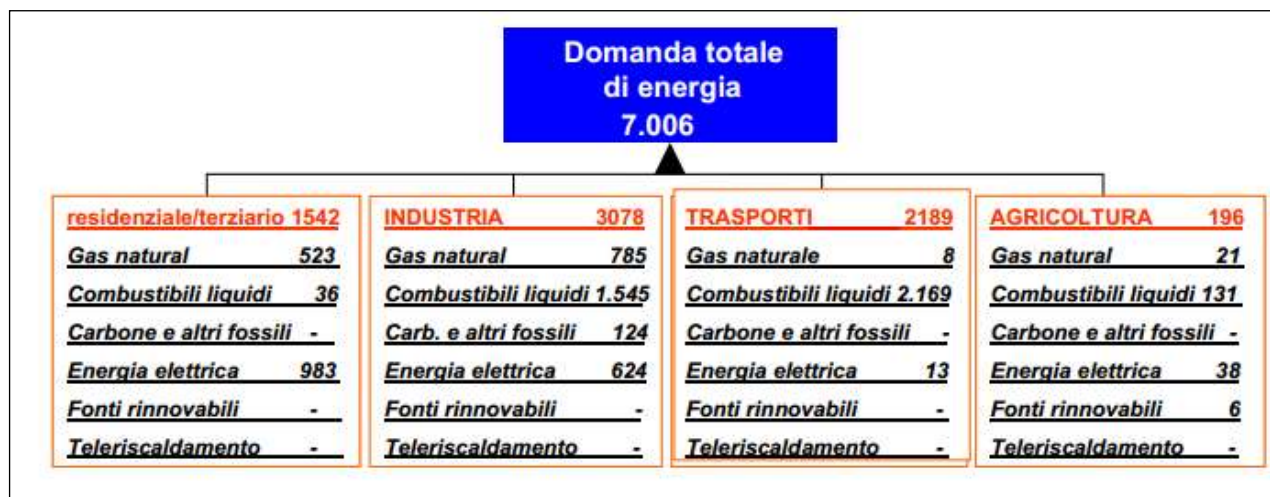 Domanda totale
di energia
7.006
residenziale/terziario 1542
Gas natural 523
Combustibili liquidi 36
Carbone e altri fossili -
Energia elettrica 983
Fonti rinnovabili -
Teleriscaldamento -
INDUSTRIA 3078
Gas natural 785
Combustibili liquidi 1.545
Carb. e altri fossili 124
Energia elettrica 624
Fonti rinnovabili -
Teleriscaldamento -
TRASPORTI 2189
Gas naturale 8
Combustibili liquidi 2.169
Carbone e altri fossili -
Energia elettrica 13
Fonti rinnovabili -
Teleriscaldamento -
AGRICOLTURA 196
Gas natural 21
Combustibili liquidi 131
Carbone e altri fossili -
Energia elettrica 38
Fonti rinnovabili 6
Teleriscaldamento -